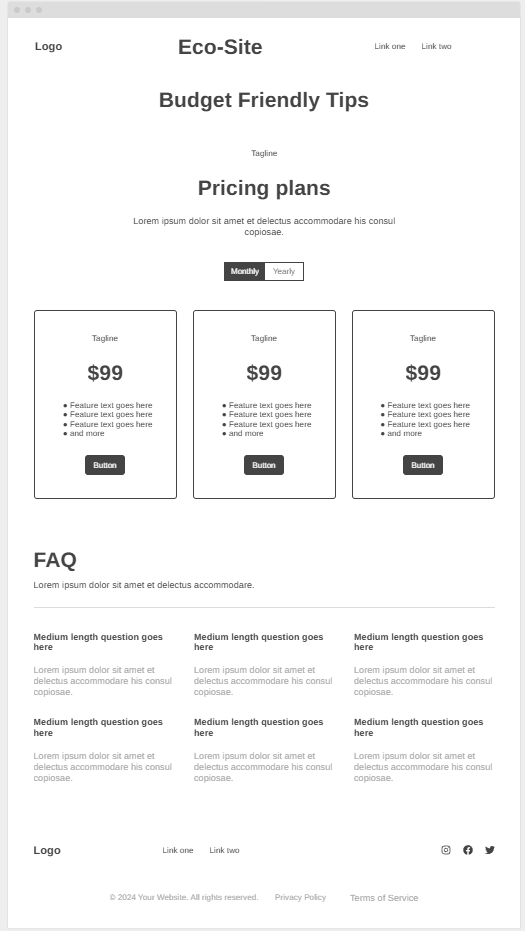 Logo
Eco-Site
Link one
Link two
Budget Friendly Tips
Tagline
Pricing plans
Lorem ipsum dolor sit amet et delectus accommodare his consul
copiosae.
Monthly
Yearly
Tagline
$99
● Feature text goes here
● Feature text goes here
● Feature text goes here
● and more
Button
Tagline
$99
● Feature text goes here
● Feature text goes here
● Feature text goes here
● and more
Button
Tagline
$99
● Feature text goes here
● Feature text goes here
● Feature text goes here
● and more
Button
FAQ
Lorem ipsum dolor sit amet et delectus accommodare.
Medium length question goes
here
Lorem ipsum dolor sit amet et
delectus accommodare his consul
copiosae.
Medium length question goes
here
Lorem ipsum dolor sit amet et
delectus accommodare his consul
copiosae.
Medium length question goes
here
Lorem ipsum dolor sit amet et
delectus accommodare his consul
copiosae.
Medium length question goes
here
Lorem ipsum dolor sit amet et
delectus accommodare his consul
copiosae.
Medium length question goes
here
Lorem ipsum dolor sit amet et
delectus accommodare his consul
copiosae.
Medium length question goes
here
Lorem ipsum dolor sit amet et
delectus accommodare his consul
copiosae.
Logo
Link one
Link two
© 2024 Your Website. All rights reserved.
Privacy Policy
Terms of Service